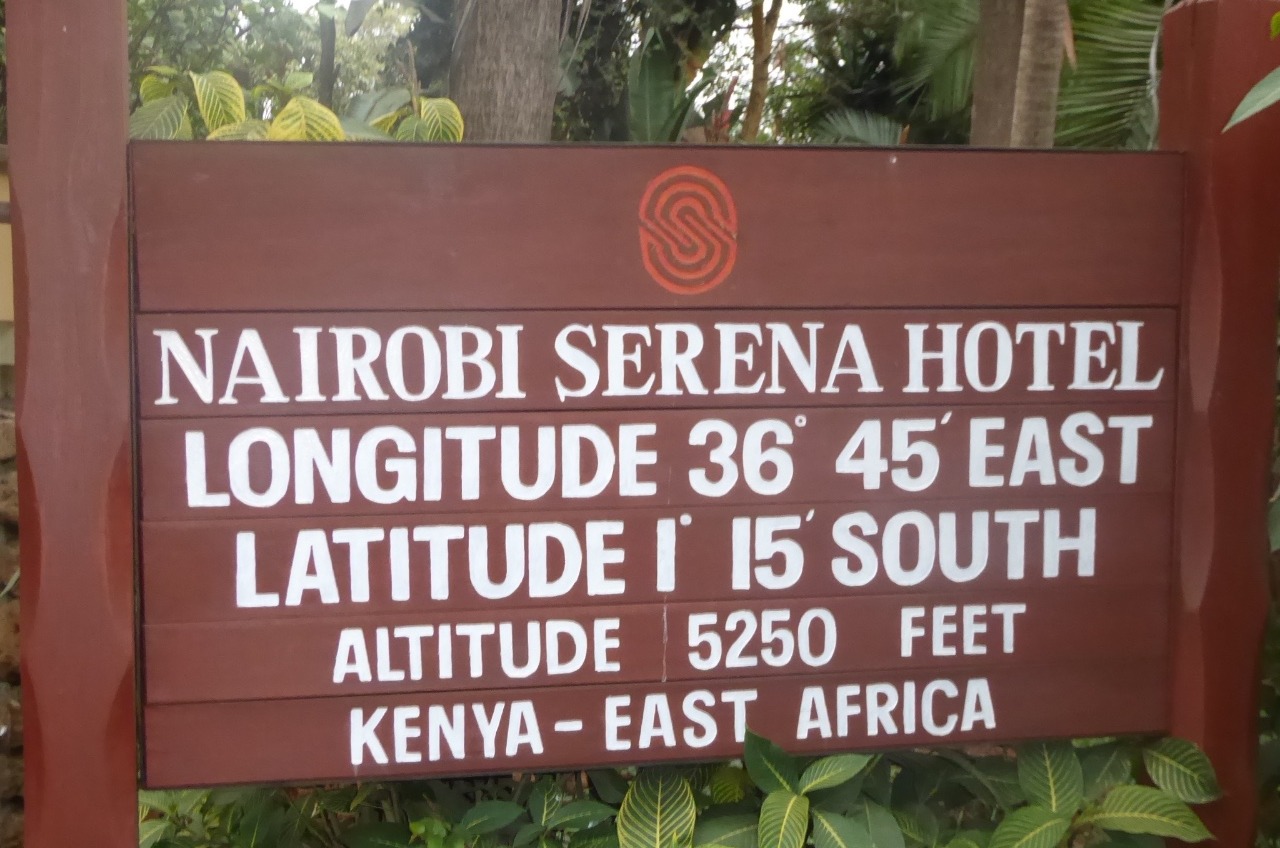 NAIROBI SERENA HOTEL
LONGITUDE 36° 45′ EAST
LATITUDE 1° 15′ SOUTH
ALTITUDE 5250 FEET
KENYA - EAST AFRICA